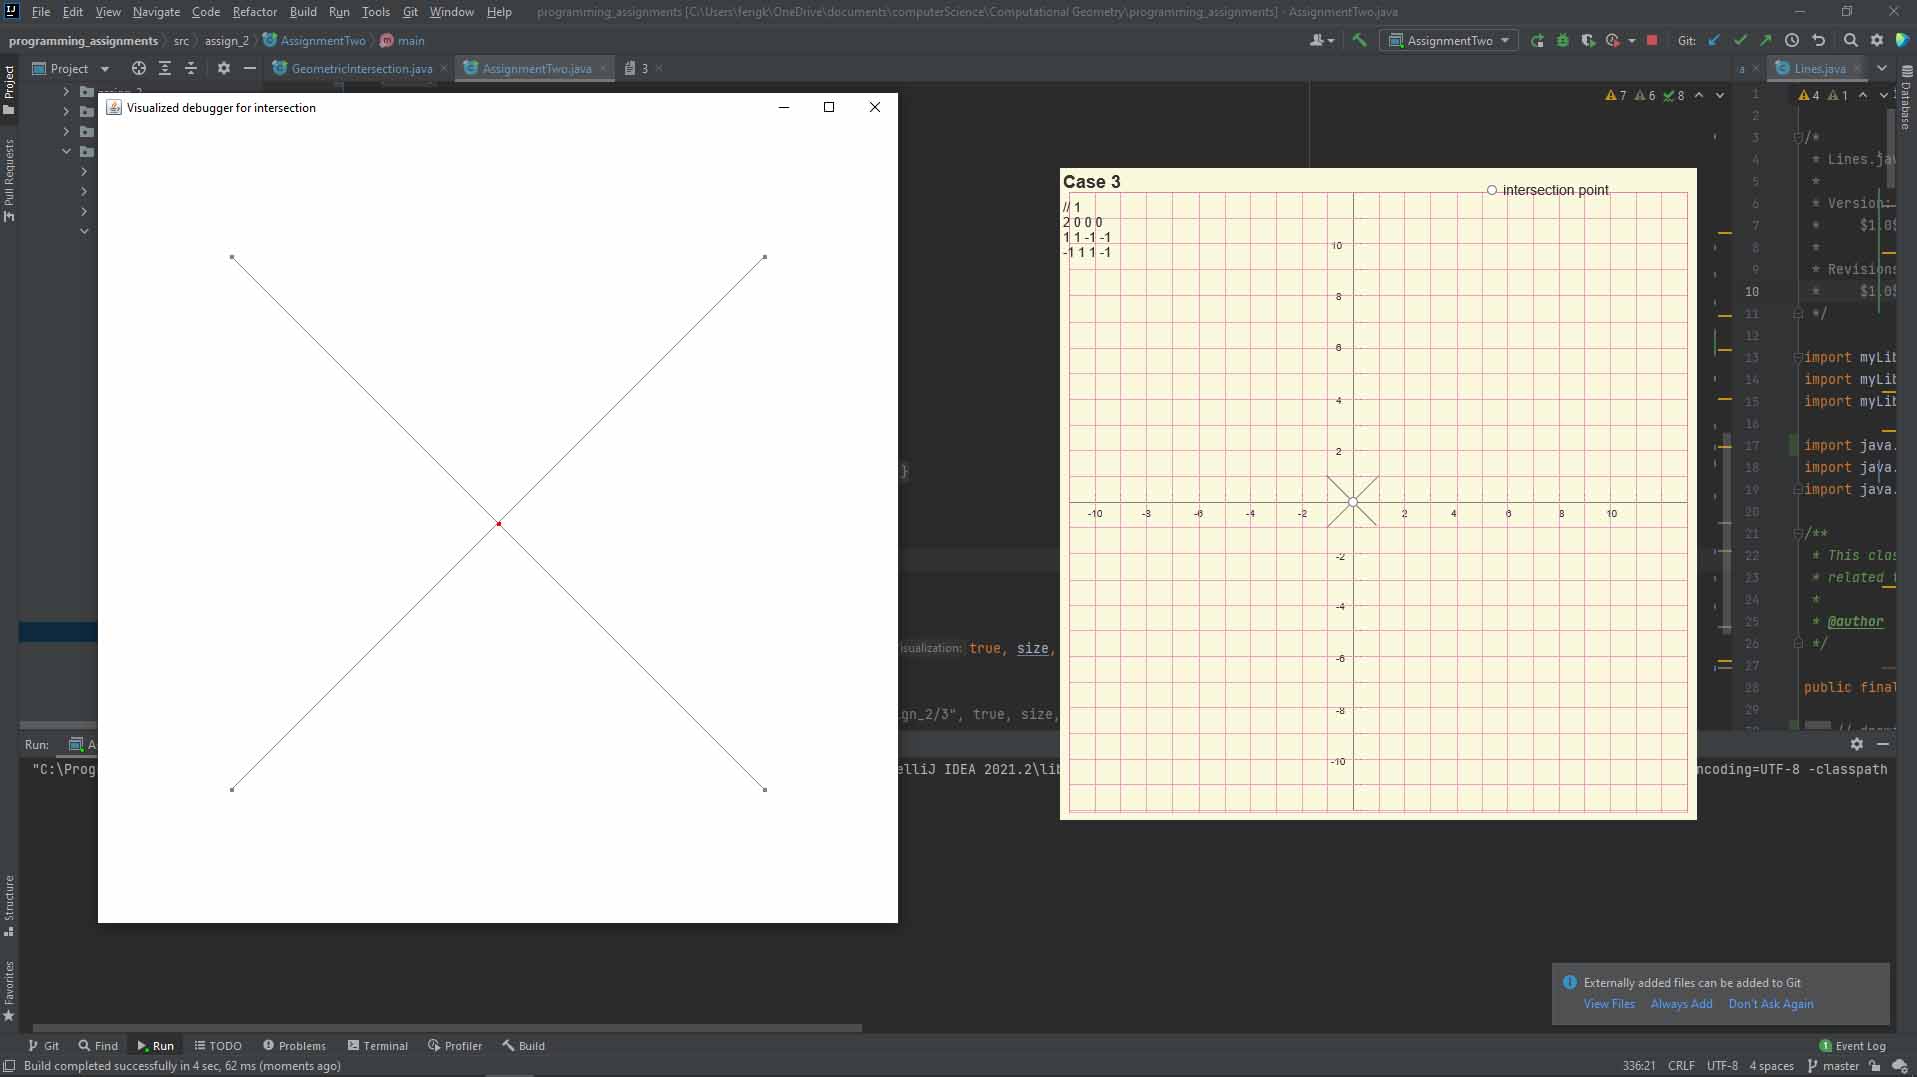 File Edit View Navigate Code Refactor Build Run Tools Git Window Help programming_assignments [C:\Users\fengk\OneDrive\documents\computerScience\Computational Geometry\programming_assignments] - AssignmentTwo.java
programming_assignments src assign_2 AssignmentTwo main
AssignmentTwo Git:
Project GeometricIntersection.java AssignmentTwo.java 3 Lines.java
Project
Pull Requests
Structure
Favorites
Database
Visualized debugger for intersection
7 6 8
4 1
Case 3
intersection point
// 1
2 0 0 0
1 1 -1 -1
-1 1 1 -1
10
8
6
4
2
-10 -4 -2 2 4 6 8 10
-2
-4
-6
-8
-10
}
isualization: true, size,
gn_2/3", true, size,
1
2
3 /*
4 * Lines.ja
5 *
6 * Version:
7 * $1.0$
8 *
9 * Revisions
10 * $1.0$
11 */
12
13 import myLib
14 import myLib
15 import myLib
16
17 import java.
18 import java.
19 import java.
20
21 /**
22 * This clas
23 * related t
24 *
25 * @author
26 */
27
28 public final
29
Run: A
"C:\Prog
elliJ IDEA 2021.2\lib
ncoding=UTF-8 -classpath
Externally added files can be added to Git
View Files Always Add Don't Ask Again
Git Find Run TODO Problems Terminal Profiler Build 1 Event Log
Build completed successfully in 4 sec, 62 ms (moments ago) 336:21 CRLF UTF-8 4 spaces master